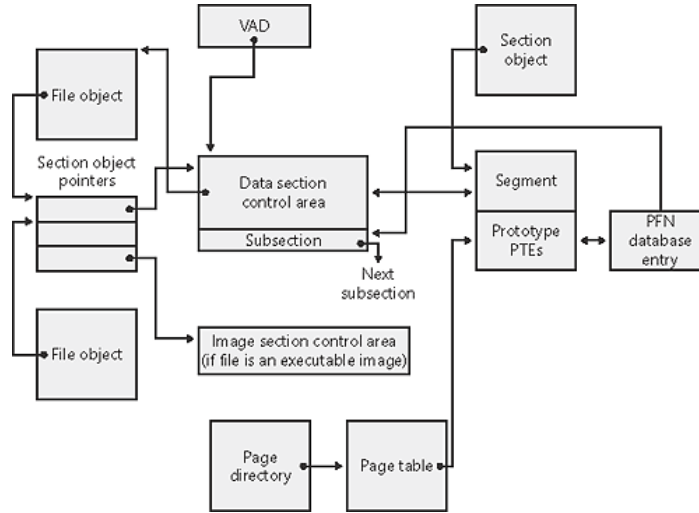 VAD
Section
object
File object
Section object
pointers
Data section
control area
Segment
Subsection
Prototype
PTEs
PFN
database
entry
Next
subsection
File object
Image section control area
(if file is an executable image)
Page
directory
Page table